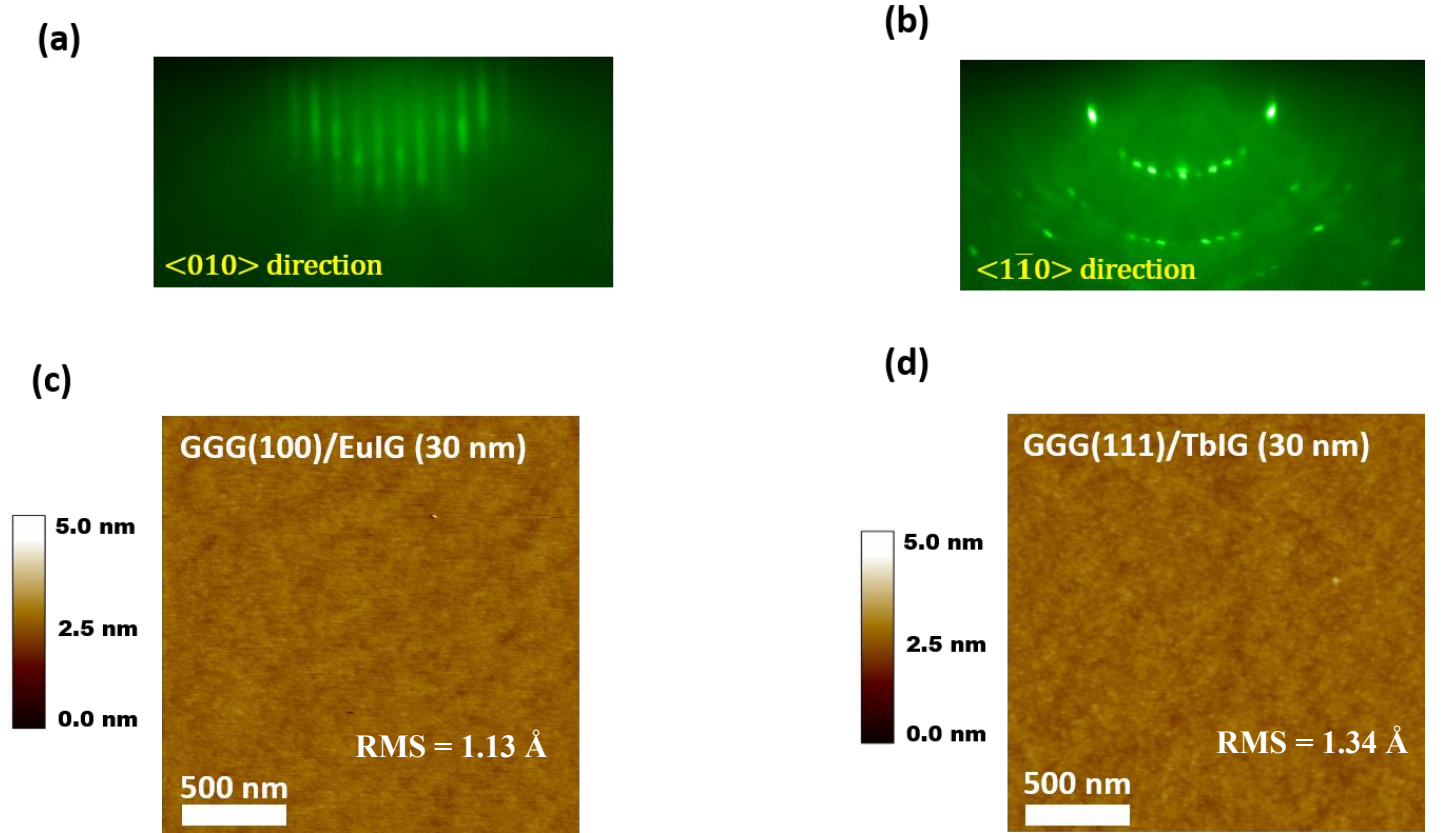 (a)
(b)
<010> direction
<11̅0> direction
(c)
(d)
GGG(100)/EuIG (30 nm)
5.0 nm
2.5 nm
0.0 nm
RMS = 1.13 Å
500 nm
GGG(111)/TbIG (30 nm)
5.0 nm
2.5 nm
0.0 nm
RMS = 1.34 Å
500 nm